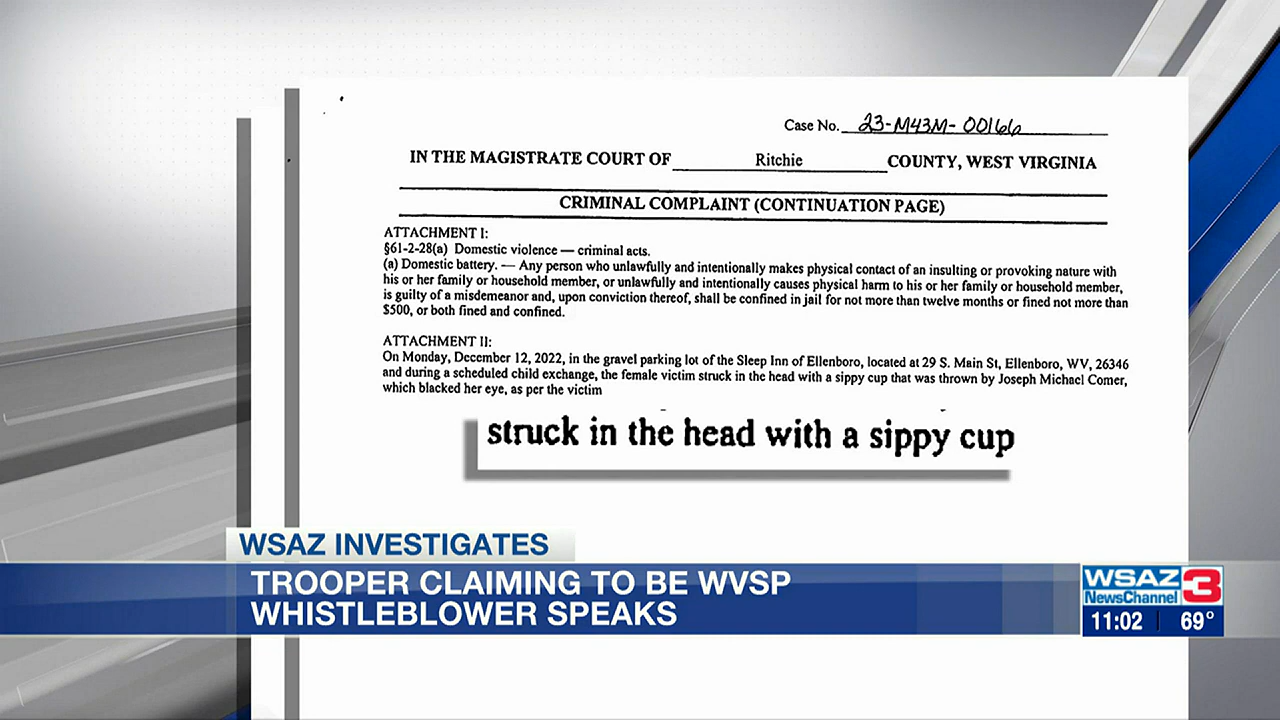 Case No. 23-M43M-00166
IN THE MAGISTRATE COURT OF Ritchie COUNTY, WEST VIRGINIA
CRIMINAL COMPLAINT (CONTINUATION PAGE)
ATTACHMENT I:
§61-2-28(a) Domestic violence — criminal acts.
(a) Domestic battery. — Any person who unlawfully and intentionally makes physical contact of an insulting or provoking nature with
his or her family or household member, or unlawfully and intentionally causes physical harm to his or her family or household member,
is guilty of a misdemeanor and, upon conviction thereof, shall be confined in jail for not more than twelve months or fined not more than
$500, or both fined and confined.
ATTACHMENT II:
On Monday, December 12, 2022, in the gravel parking lot of the Sleep Inn of Ellenboro, located at 29 S. Main St, Ellenboro, WV, 26346
and during a scheduled child exchange, the female victim struck in the head with a sippy cup that was thrown by Joseph Michael Comer,
which blacked her eye, as per the victim
struck in the head with a sippy cup
WSAZ INVESTIGATES
TROOPER CLAIMING TO BE WVSP
WHISTLEBLOWER SPEAKS
WSAZ 3
NewsChannel
11:02 69°